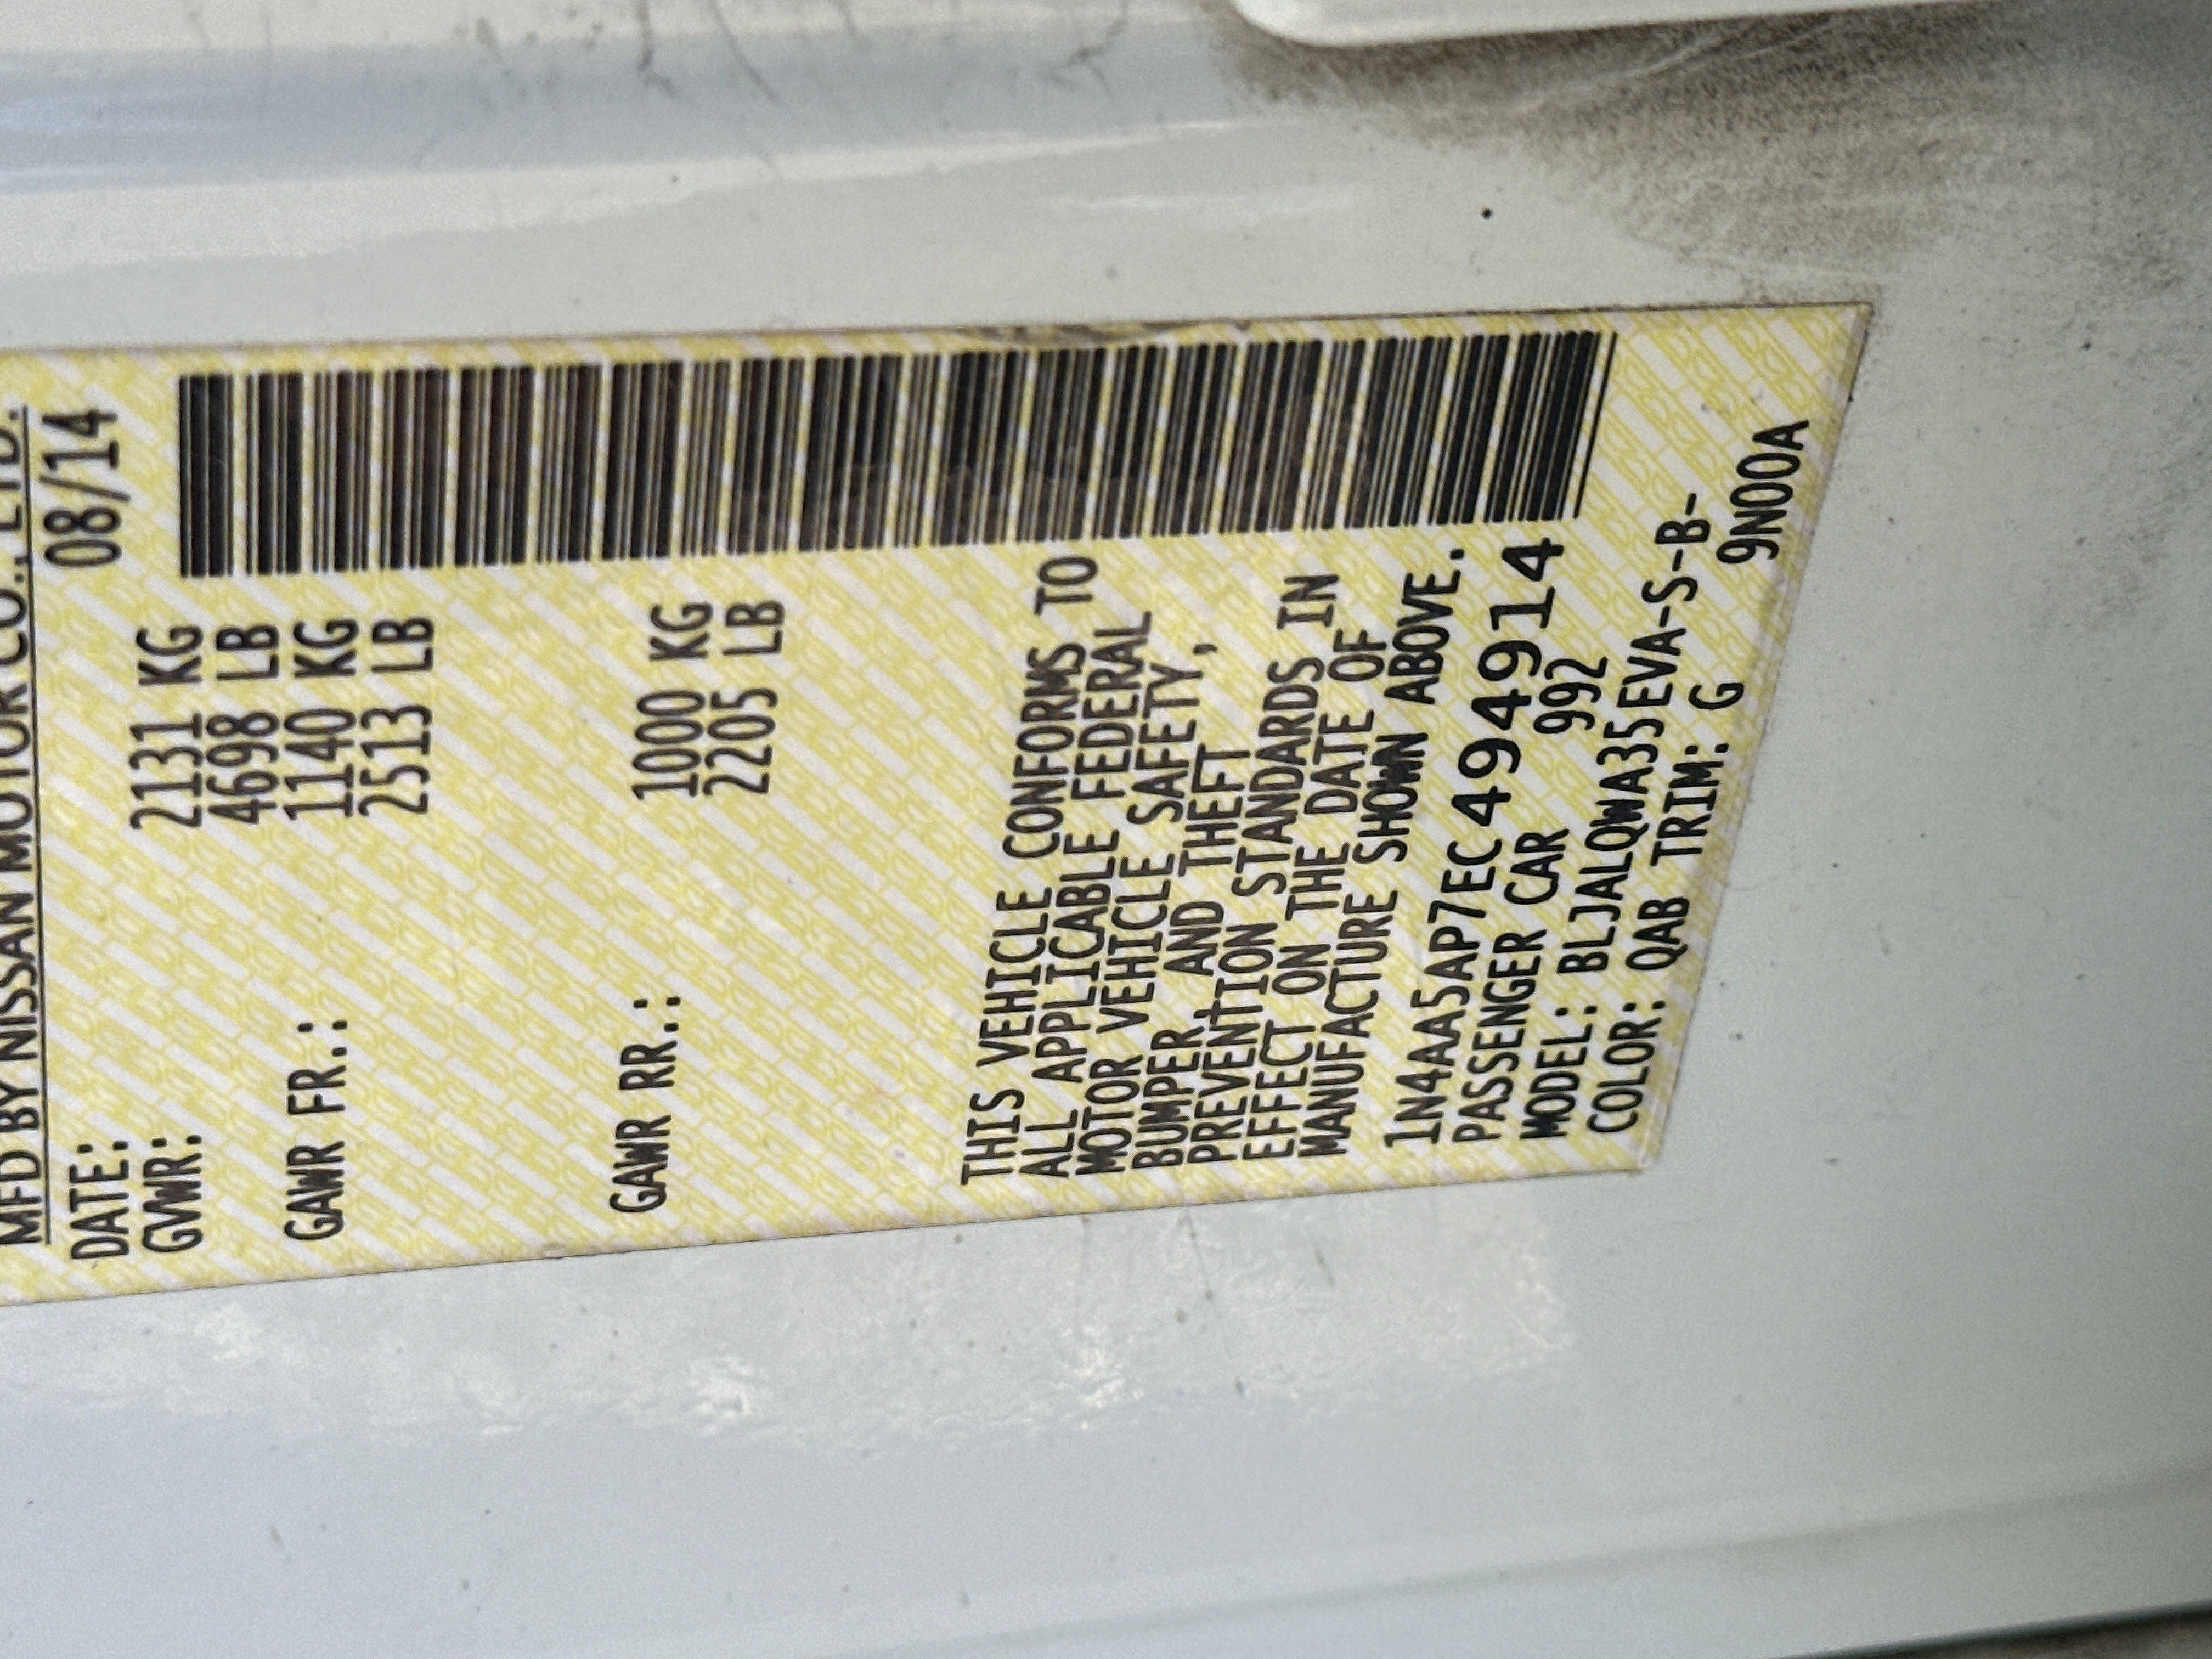 MFD BY NISSAN MOTOR CO., LTD.
DATE: 08/14
GVWR: 2131 KG
4698 LB
GAWR FR.: 1140 KG
2513 LB
GAWR RR.: 1000 KG
2205 LB
THIS VEHICLE CONFORMS TO
ALL APPLICABLE FEDERAL
MOTOR VEHICLE SAFETY,
BUMPER, AND THEFT
PREVENTION STANDARDS IN
EFFECT ON THE DATE OF
MANUFACTURE SHOWN ABOVE.
1N4AA5AP7EC494914
PASSENGER CAR 992
MODEL: BLJALQWA35EVA-S-B-
COLOR: QAB TRIM: G
9N00A